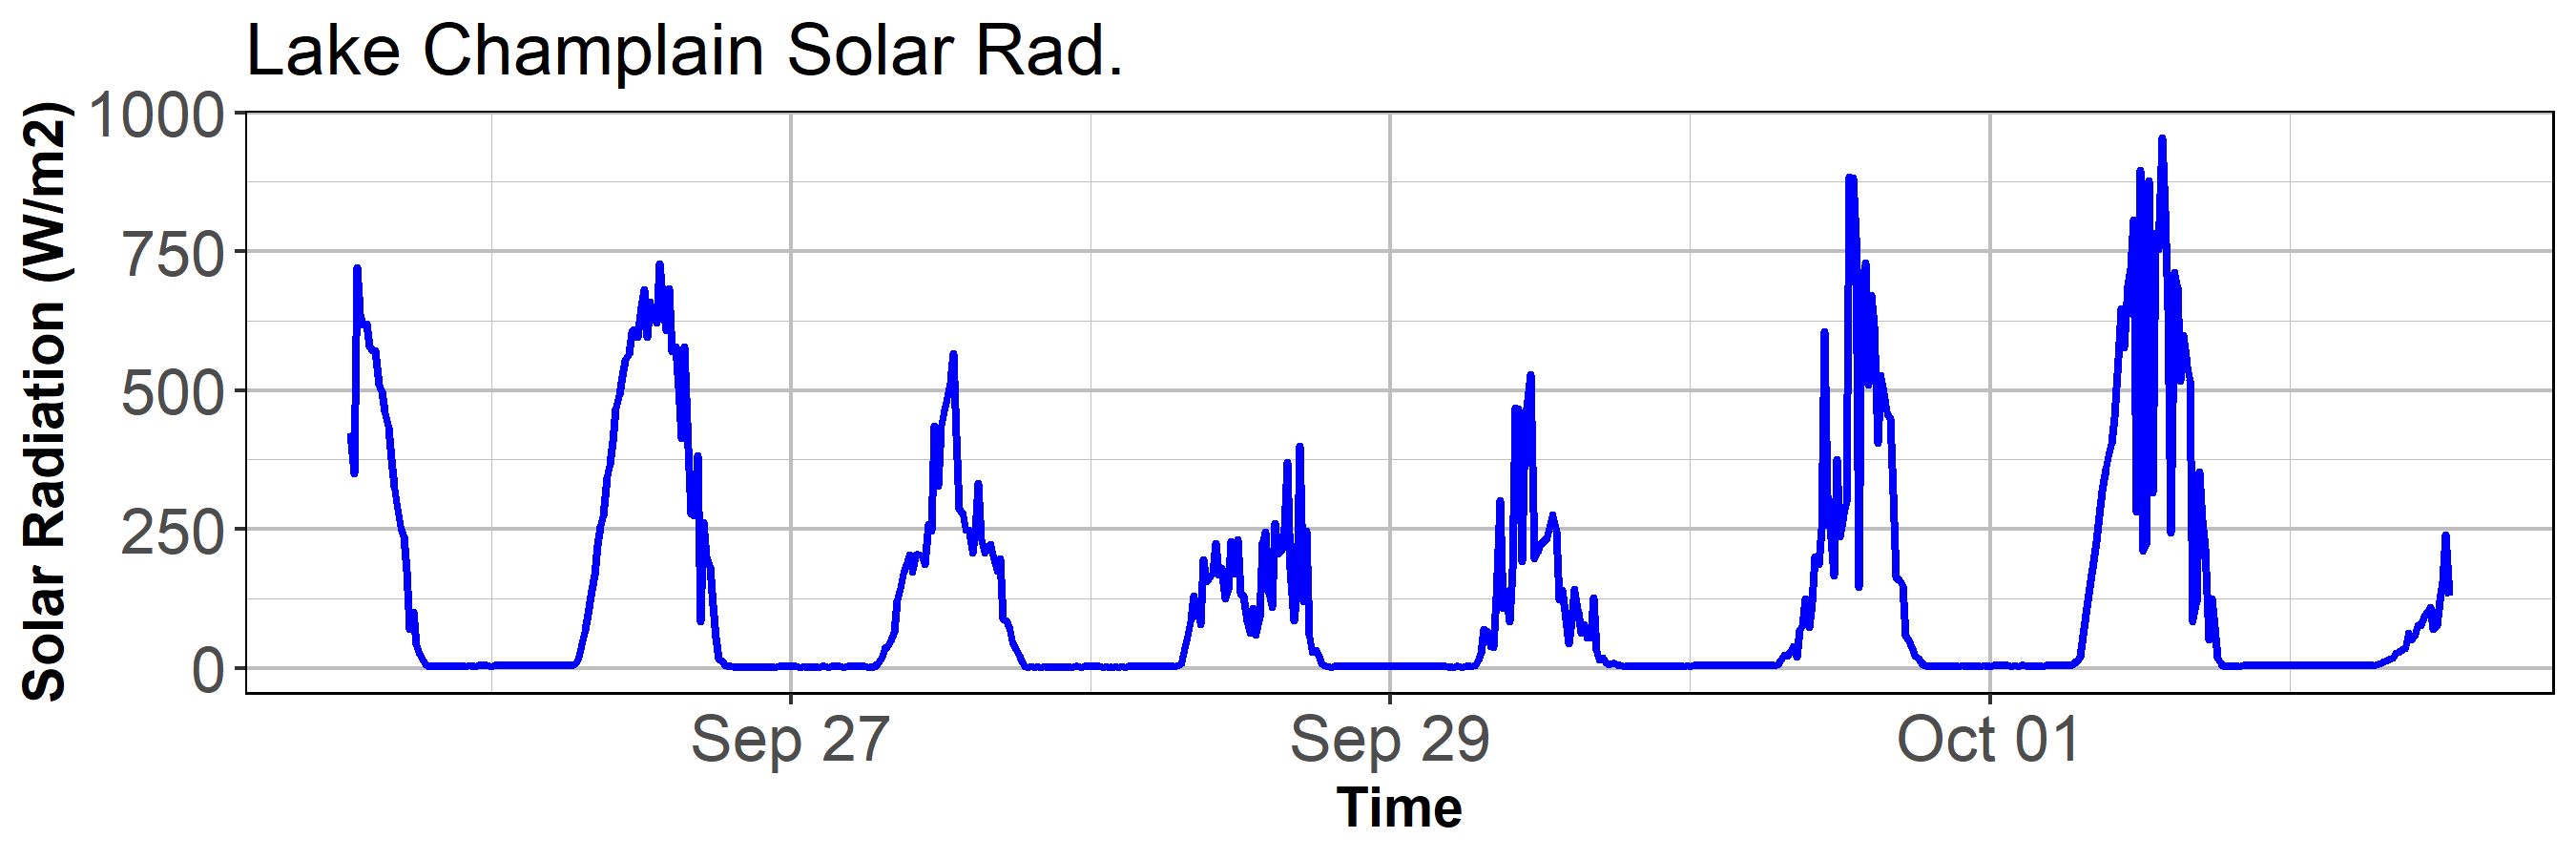 Lake Champlain Solar Rad.
Solar Radiation (W/m2)
1000
750
500
250
0
Sep 27 Sep 29 Oct 01
Time